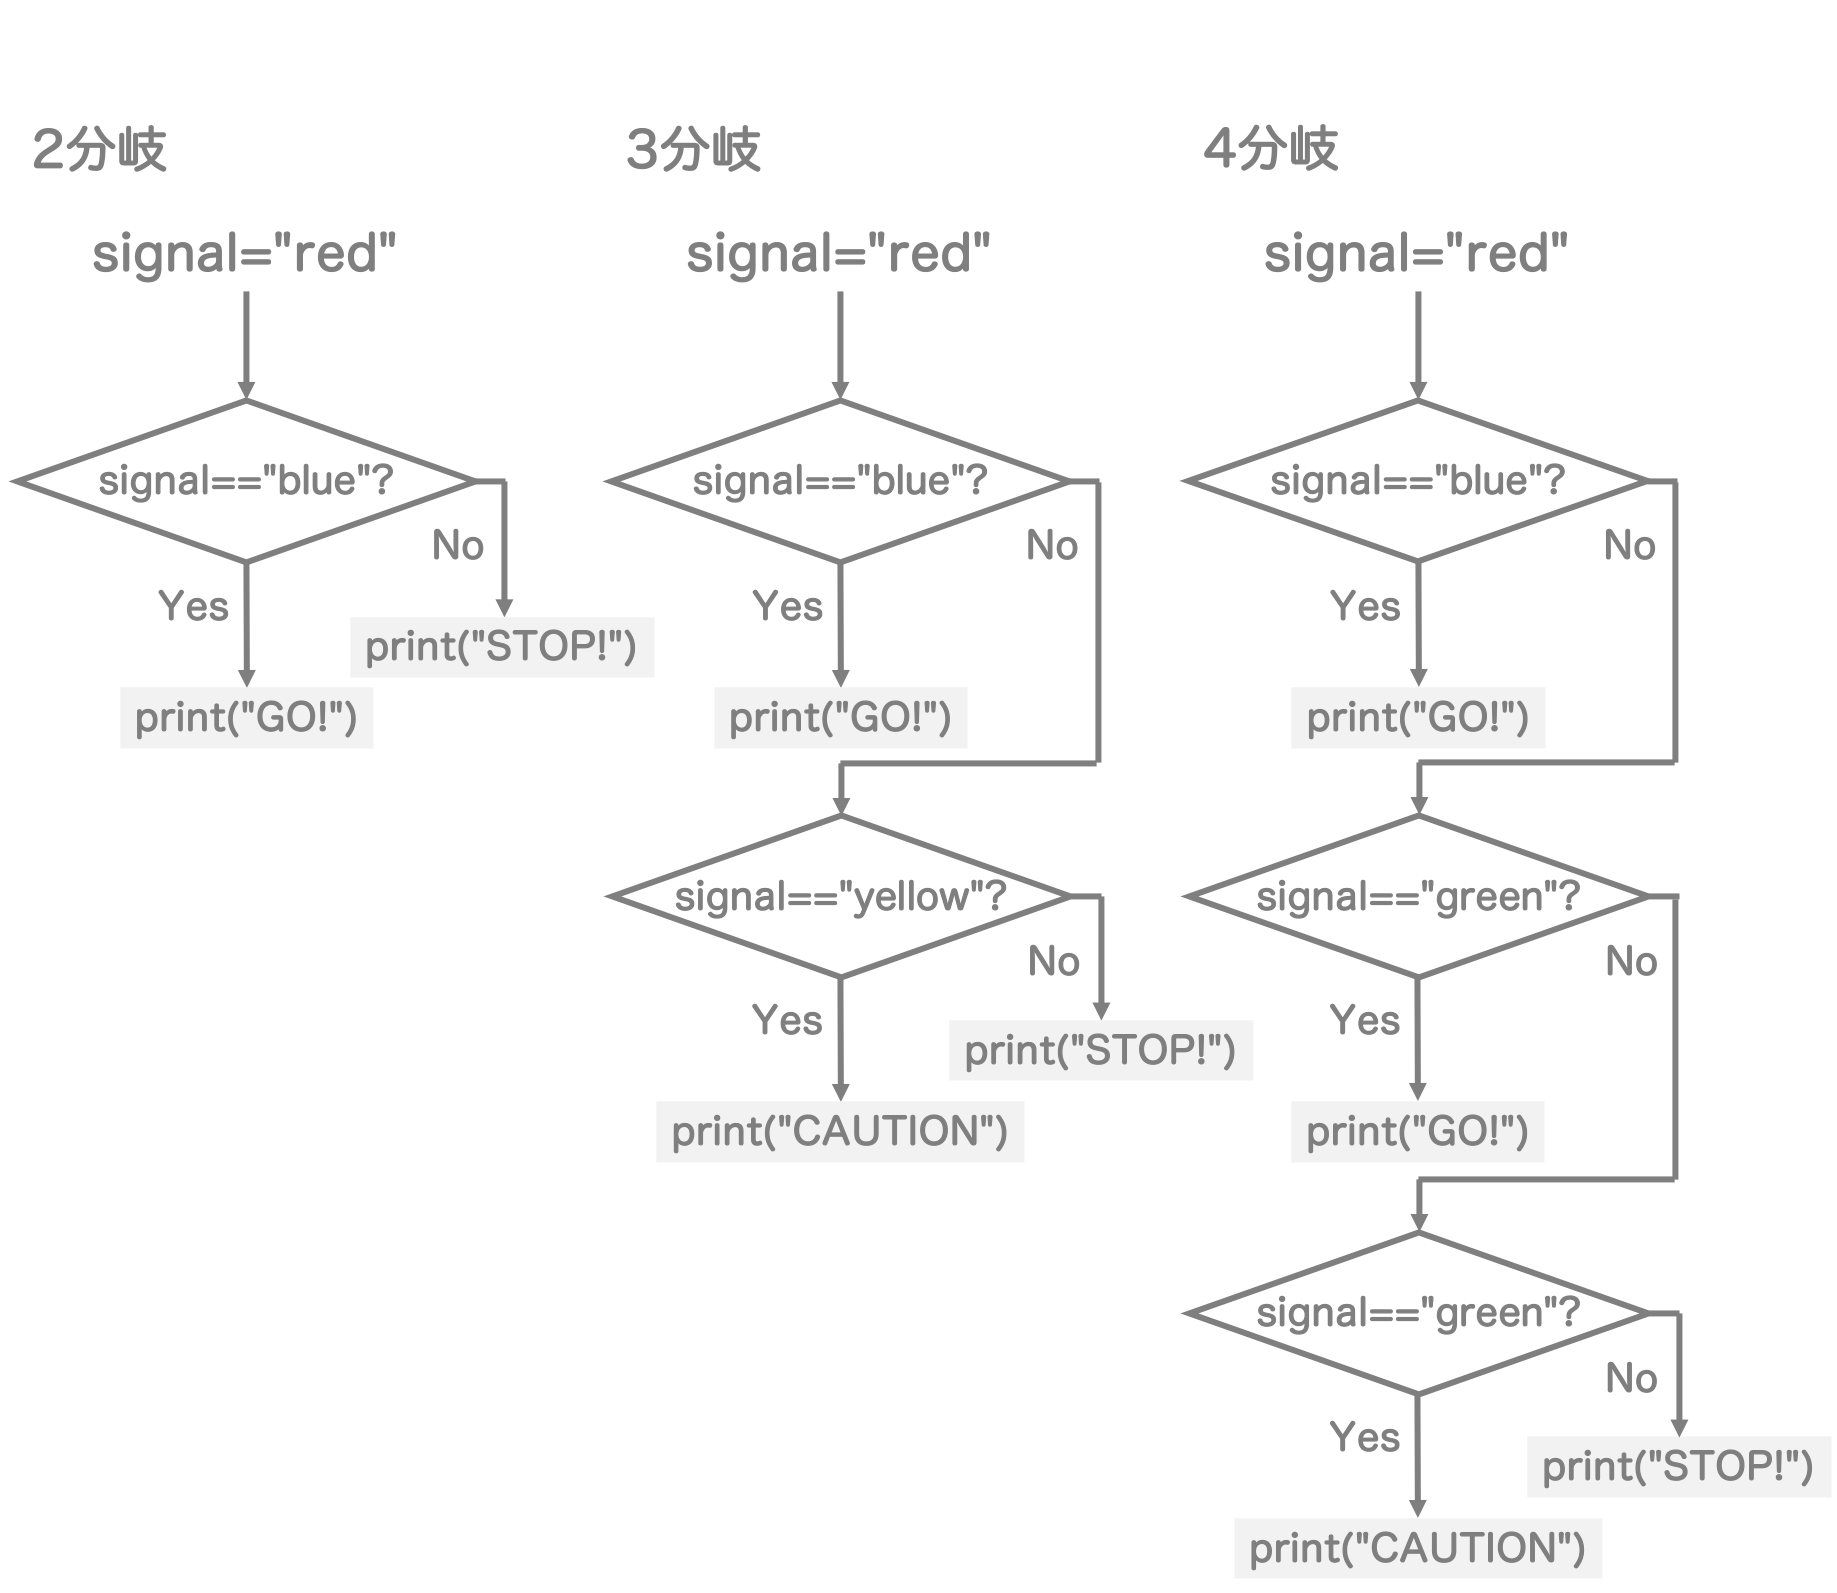 2分岐
signal="red"
signal=="blue"?
No
Yes
print("STOP!")
print("GO!")
3分岐
signal="red"
signal=="blue"?
No
Yes
print("GO!")
signal=="yellow"?
No
Yes
print("STOP!")
print("CAUTION")
4分岐
signal="red"
signal=="blue"?
No
Yes
print("GO!")
signal=="green"?
No
Yes
print("GO!")
signal=="green"?
No
Yes
print("STOP!")
print("CAUTION")